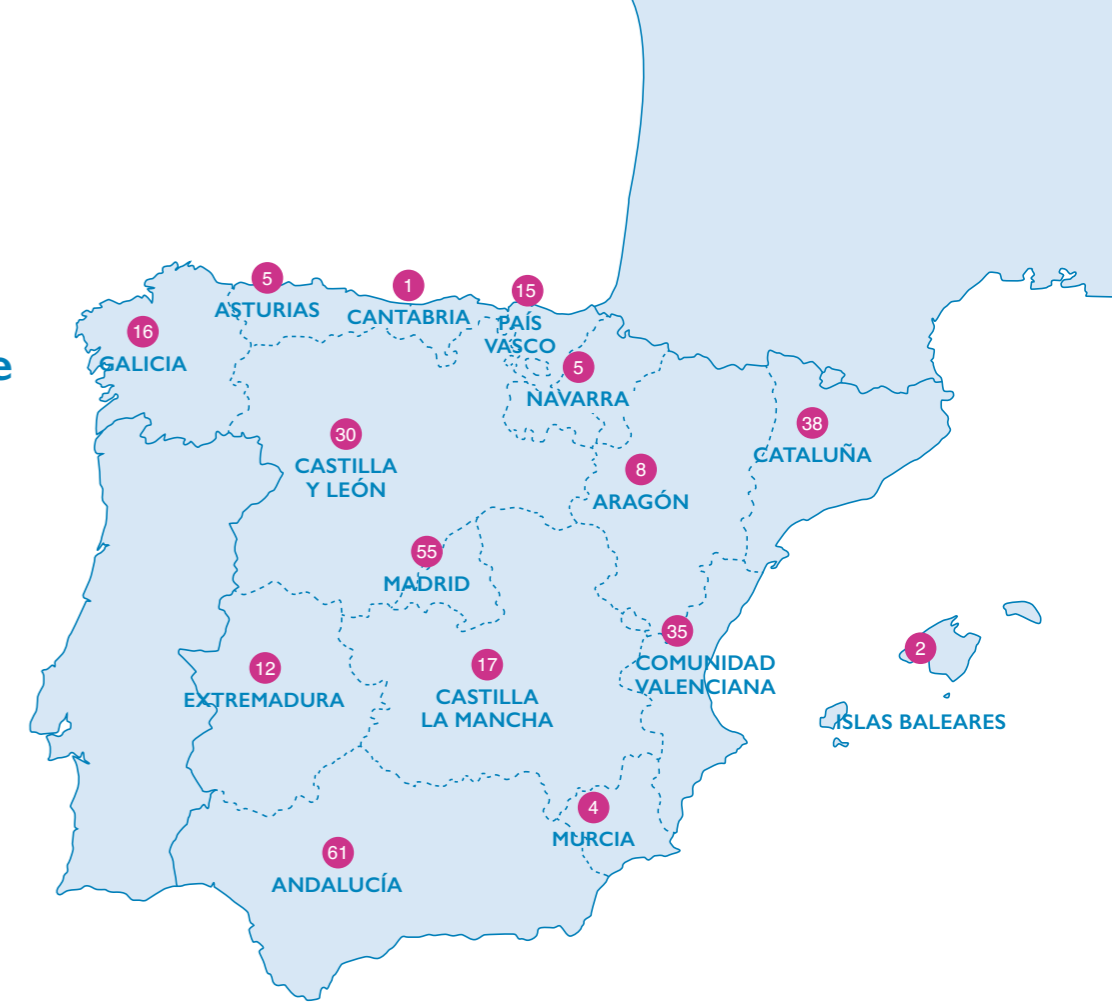 5
ASTURIAS
1
CANTABRIA
15
PAÍS
VASCO
16
GALICIA
e
5
NAVARRA
38
CATALUÑA
30
CASTILLA
Y LEÓN
8
ARAGÓN
55
MADRID
35
COMUNIDAD
VALENCIANA
2
ISLAS BALEARES
12
EXTREMADURA
17
CASTILLA
LA MANCHA
4
MURCIA
61
ANDALUCÍA